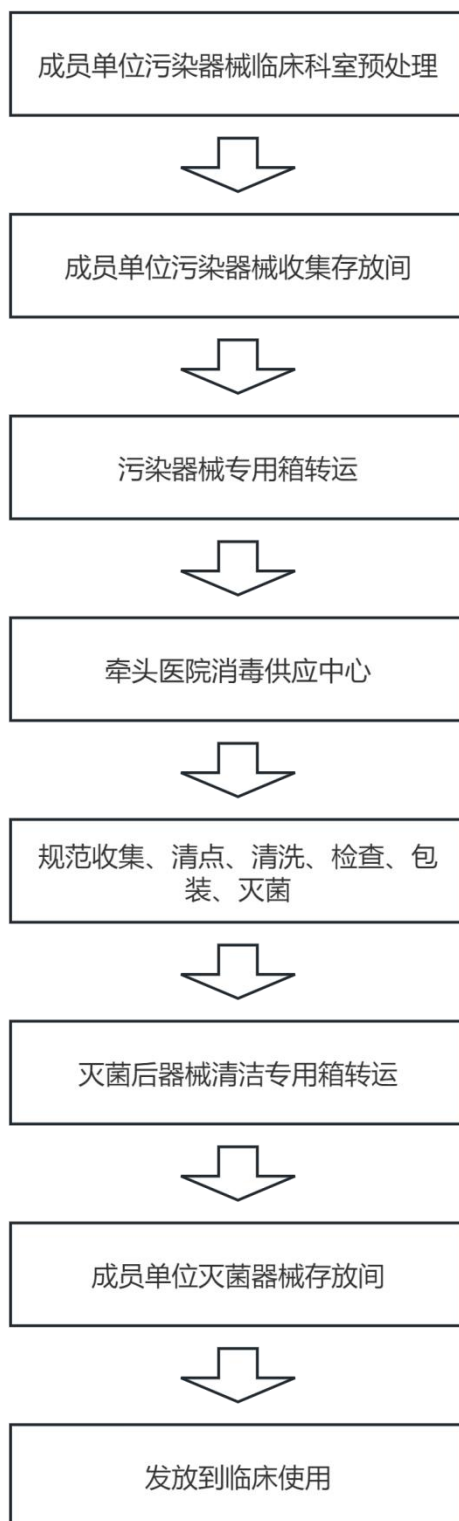 成员单位污染器械临床科室预处理
成员单位污染器械收集存放间
污染器械专用箱转运
牵头医院消毒供应中心
规范收集、清点、清洗、检查、包
装、灭菌
灭菌后器械清洁专用箱转运
成员单位灭菌器械存放间
发放到临床使用